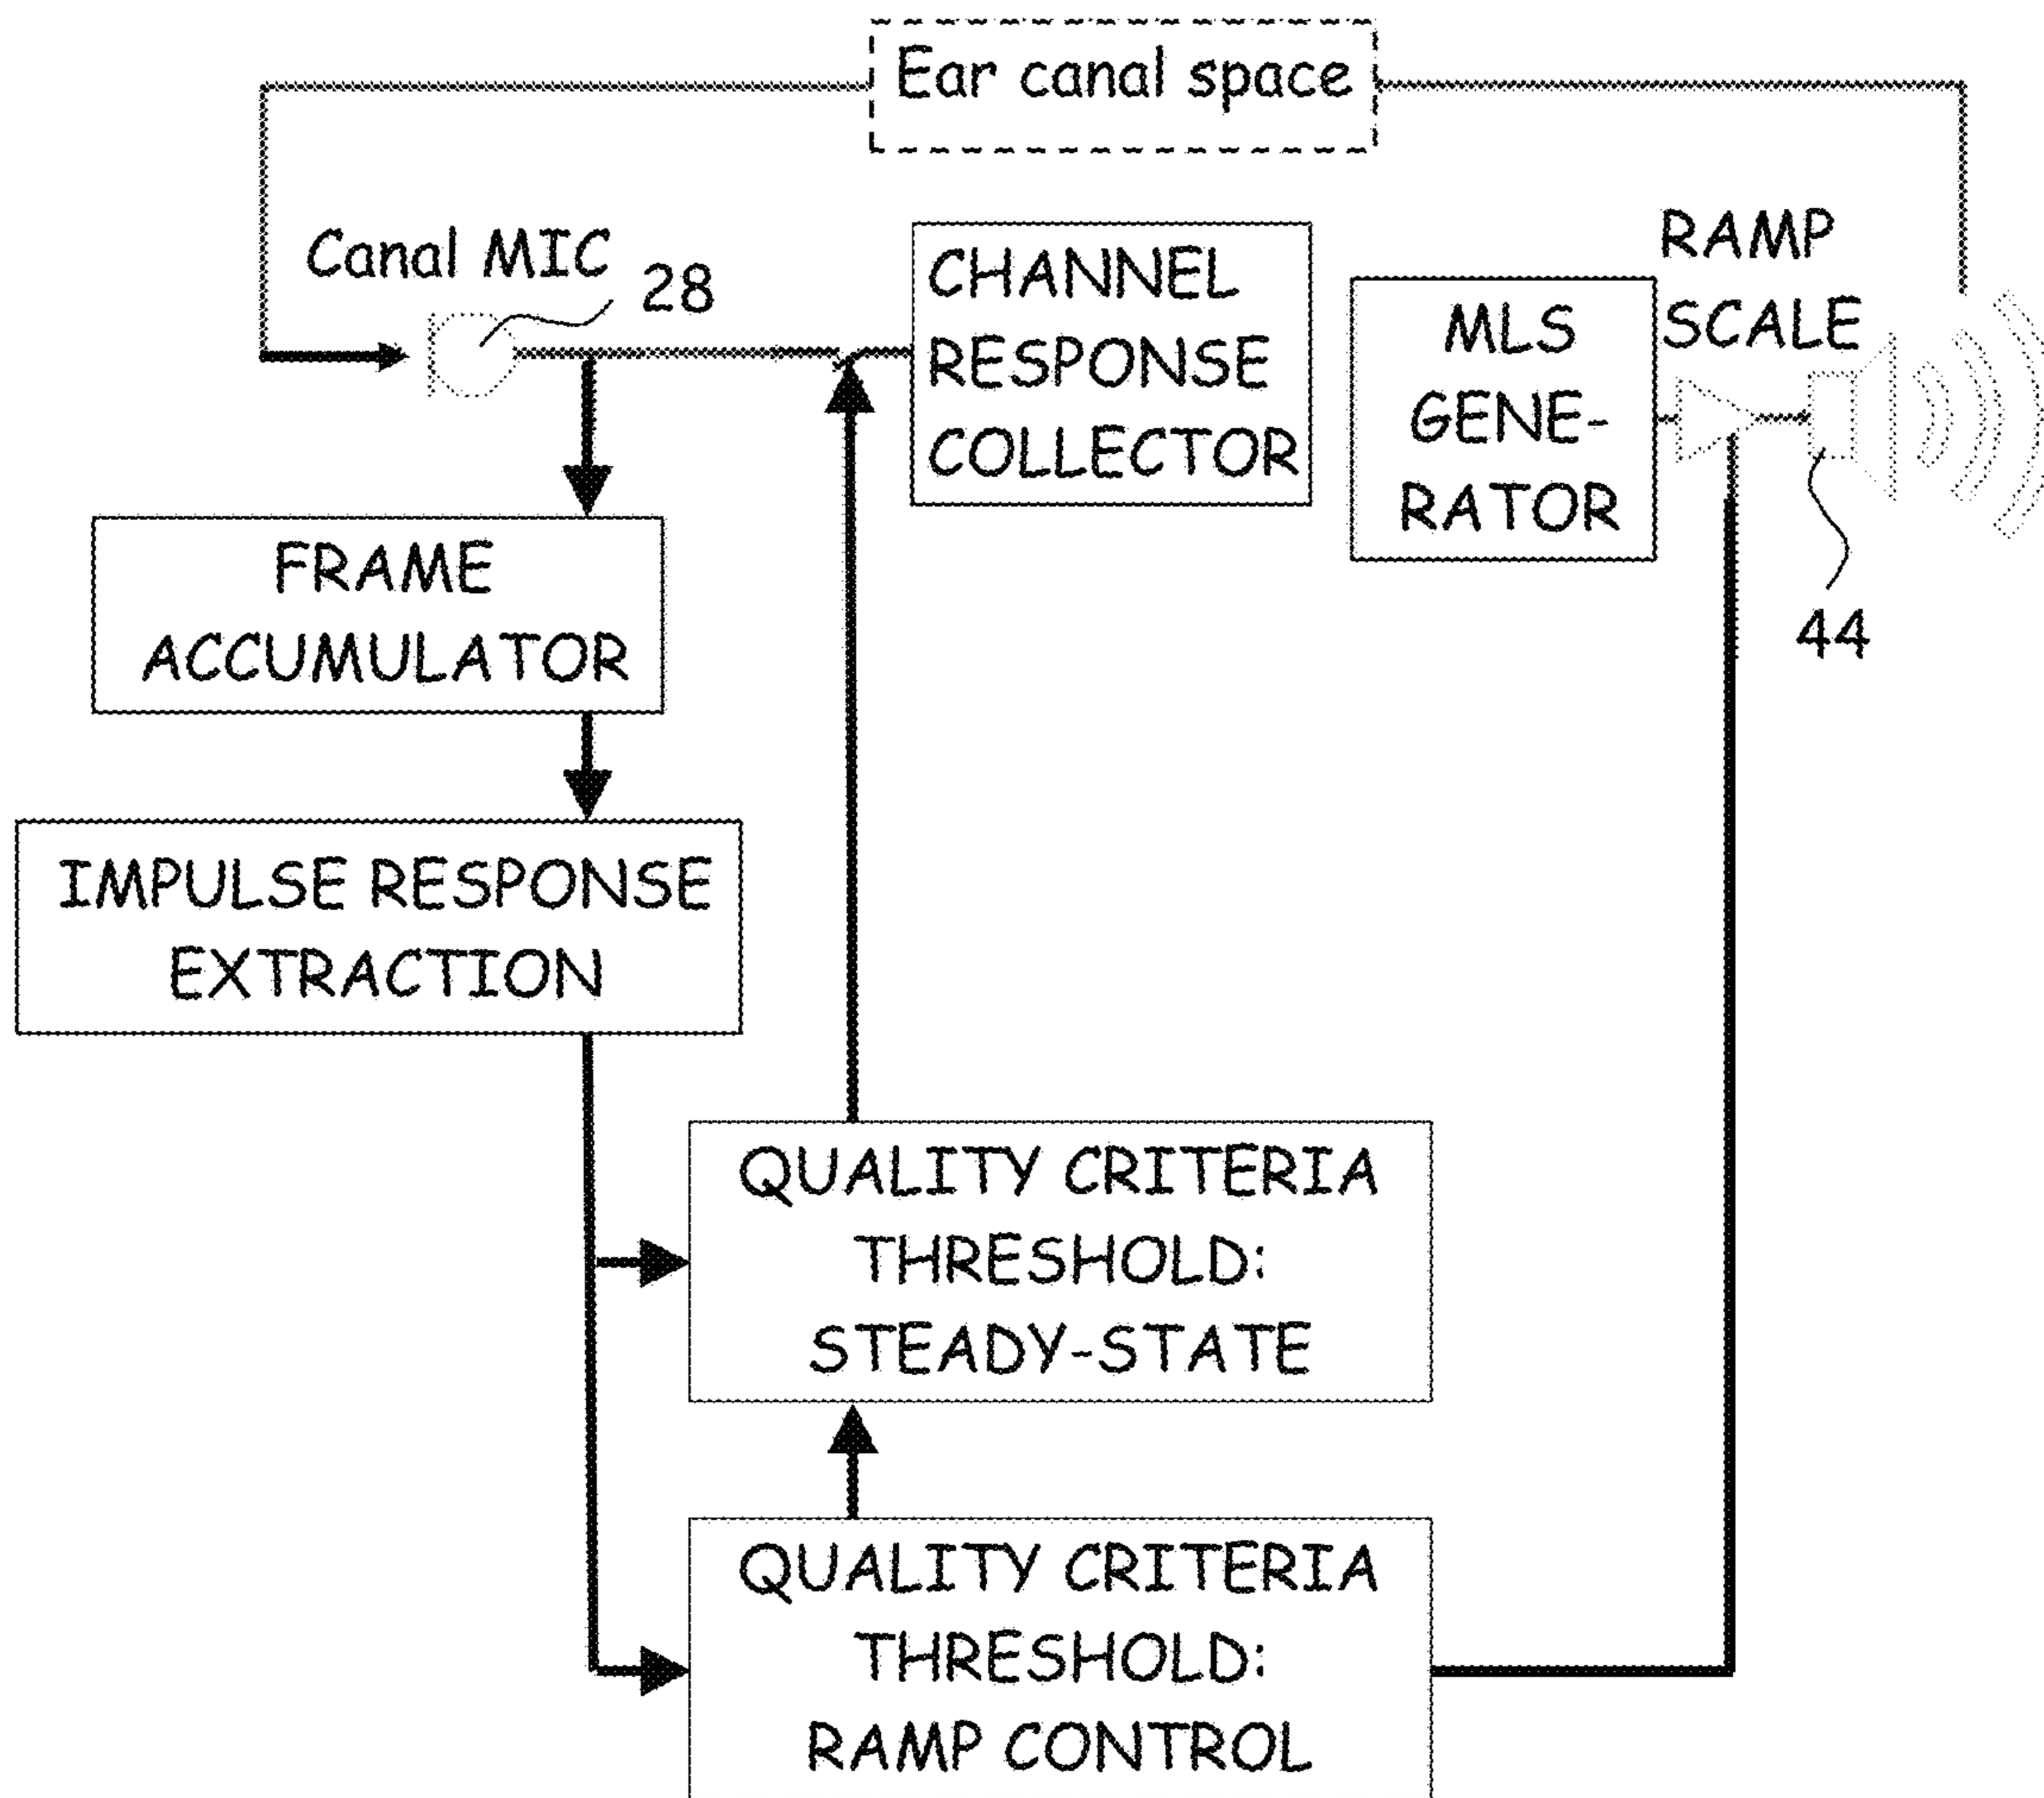 Ear canal space
Canal MIC
28
CHANNEL
RESPONSE
COLLECTOR
MLS
GENE-
RATOR
RAMP
SCALE
44
FRAME
ACCUMULATOR
IMPULSE RESPONSE
EXTRACTION
QUALITY CRITERIA
THRESHOLD:
STEADY-STATE
QUALITY CRITERIA
THRESHOLD:
RAMP CONTROL